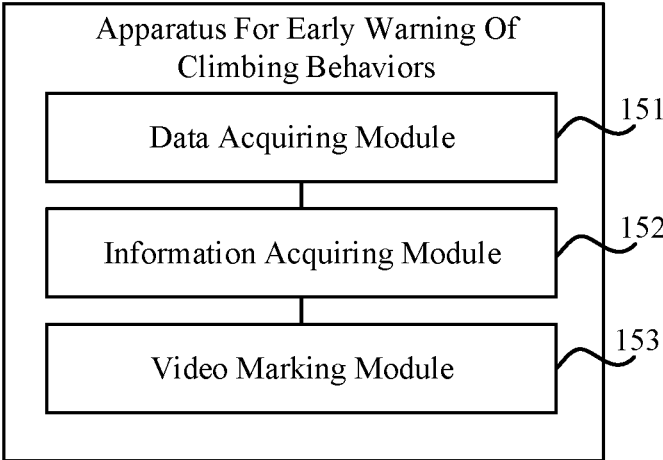 Apparatus For Early Warning Of
Climbing Behaviors
151
Data Acquiring Module
152
Information Acquiring Module
153
Video Marking Module